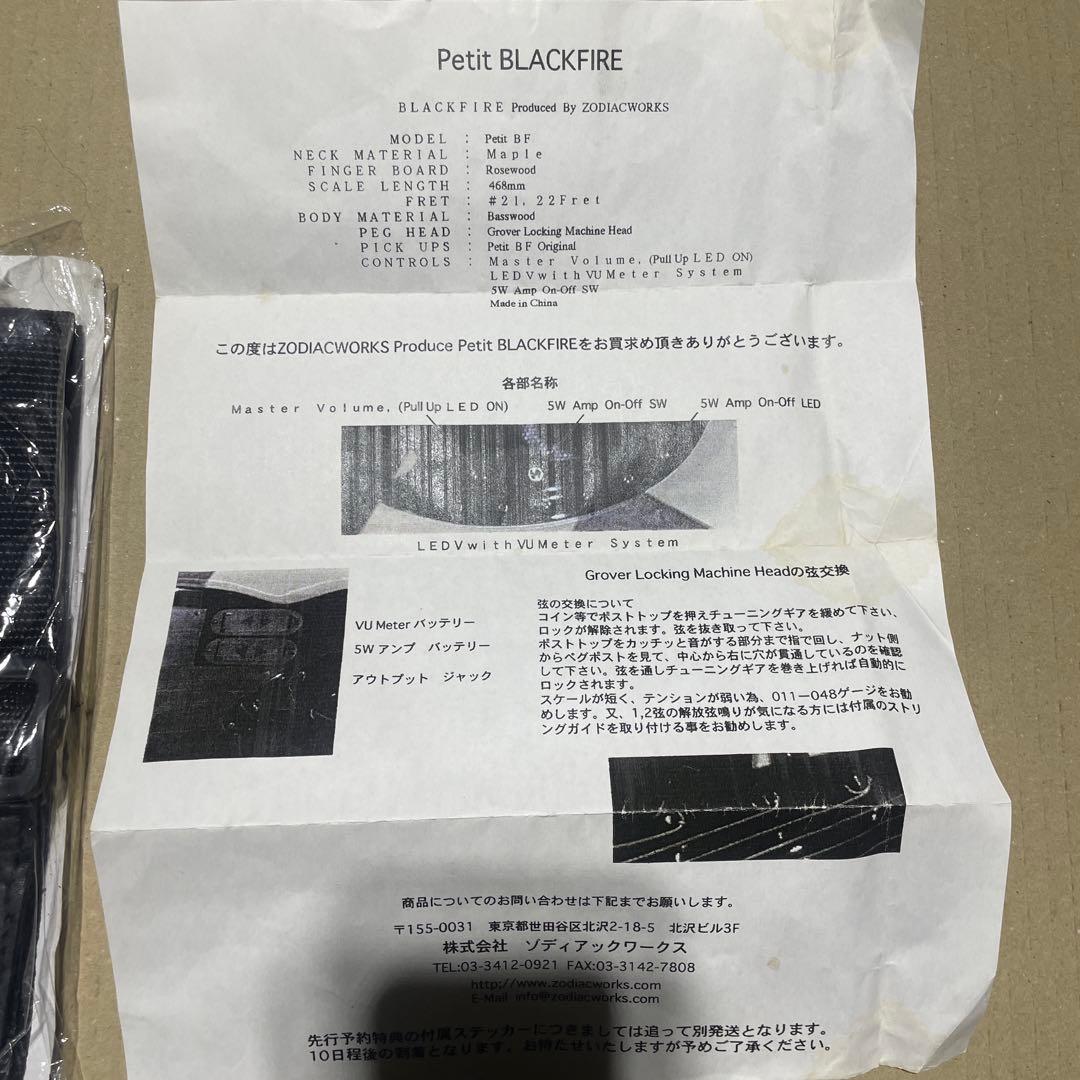 Petit BLACKFIRE
BLACKFIRE Produced By ZODIACWORKS
MODEL : Petit BF
NECK MATERIAL : Maple
FINGER BOARD : Rosewood
SCALE LENGTH : 468mm
FRET : #21, 22Fret
BODY MATERIAL : Basswood
PEG HEAD : Grover Locking Machine Head
PICK UPS : Petit BF Original
CONTROLS : Master Volume, (Pull Up LED ON)
LEDVwithVUMeter System
5W Amp On-Off SW
Made in China
この度はZODIACWORKS Produce Petit BLACKFIREをお買求め頂きありがとうございます。
各部名称
Master Volume, (Pull Up LED ON) 5W Amp On-Off SW 5W Amp On-Off LED
LEDVwithVUMeter System
VU Meter バッテリー
5W アンプ バッテリー
アウトプット ジャック
Grover Locking Machine Headの弦交換
弦の交換について
コイン等でポストトップを押えチューニングギアを緩めて下さい、
ロックが解除されます。弦を抜き取って下さい。
ポストトップをカッチッと音がする部分まで指で回し、ナット側
からペグポストを見て、中心から右に穴が貫通しているのを確認
して下さい。弦を通しチューニングギアを巻き上げれば自動的に
ロックされます。
スケールが短く、テンションが弱い為、011ー048ゲージをお勧
めします。又、1,2弦の解放弦鳴りが気になる方には付属のストリ
ングガイドを取り付ける事をお勧めします。
商品についてのお問い合わせは下記までお願いします。
〒155-0031 東京都世田谷区北沢2-18-5 北沢ビル3F
株式会社 ゾディアックワークス
TEL:03-3412-0921 FAX:03-3142-7808
http://www.zodiacworks.com
E-Mail info@zodiacworks.com
先行予約特典の付属ステッカーにつきましては追って別発送となります。
10日程後の到着となります。お待たせいたしますが予めご了承ください。